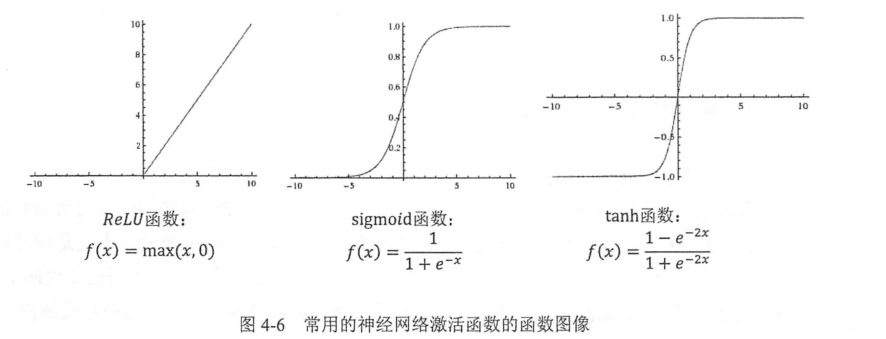 10
8
6
4
2
-10 -5 5 10
1.0
0.8
0.6
0.4
0.2
-10 -5 5 10
1.0
0.5
-10 -5 5 10
-0.5
-1.0
ReLU函数：
f(x) = max(x, 0)
sigmoid函数：
f(x) = 1 / (1 + e^{-x})
tanh函数：
f(x) = (1 − e^{−2x}) / (1 + e^{−2x})
图 4-6 常用的神经网络激活函数的函数图像